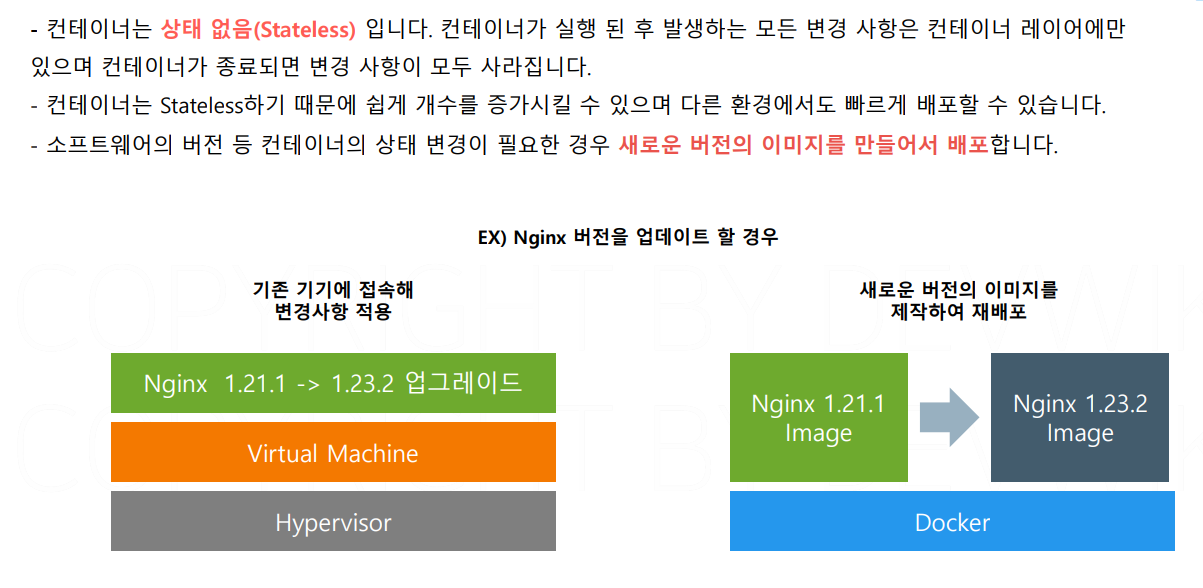 - 컨테이너는 상태 없음(Stateless) 입니다. 컨테이너가 실행 된 후 발생하는 모든 변경 사항은 컨테이너 레이어에만
있으며 컨테이너가 종료되면 변경 사항이 모두 사라집니다.
- 컨테이너는 Stateless하기 때문에 쉽게 개수를 증가시킬 수 있으며 다른 환경에서도 빠르게 배포할 수 있습니다.
- 소프트웨어의 버전 등 컨테이너의 상태 변경이 필요한 경우 새로운 버전의 이미지를 만들어서 배포합니다.
EX) Nginx 버전을 업데이트 할 경우
기존 기기에 접속해
변경사항 적용
Nginx 1.21.1 -> 1.23.2 업그레이드
Virtual Machine
Hypervisor
새로운 버전의 이미지를
제작하여 재배포
Nginx 1.21.1
Image
Nginx 1.23.2
Image
Docker